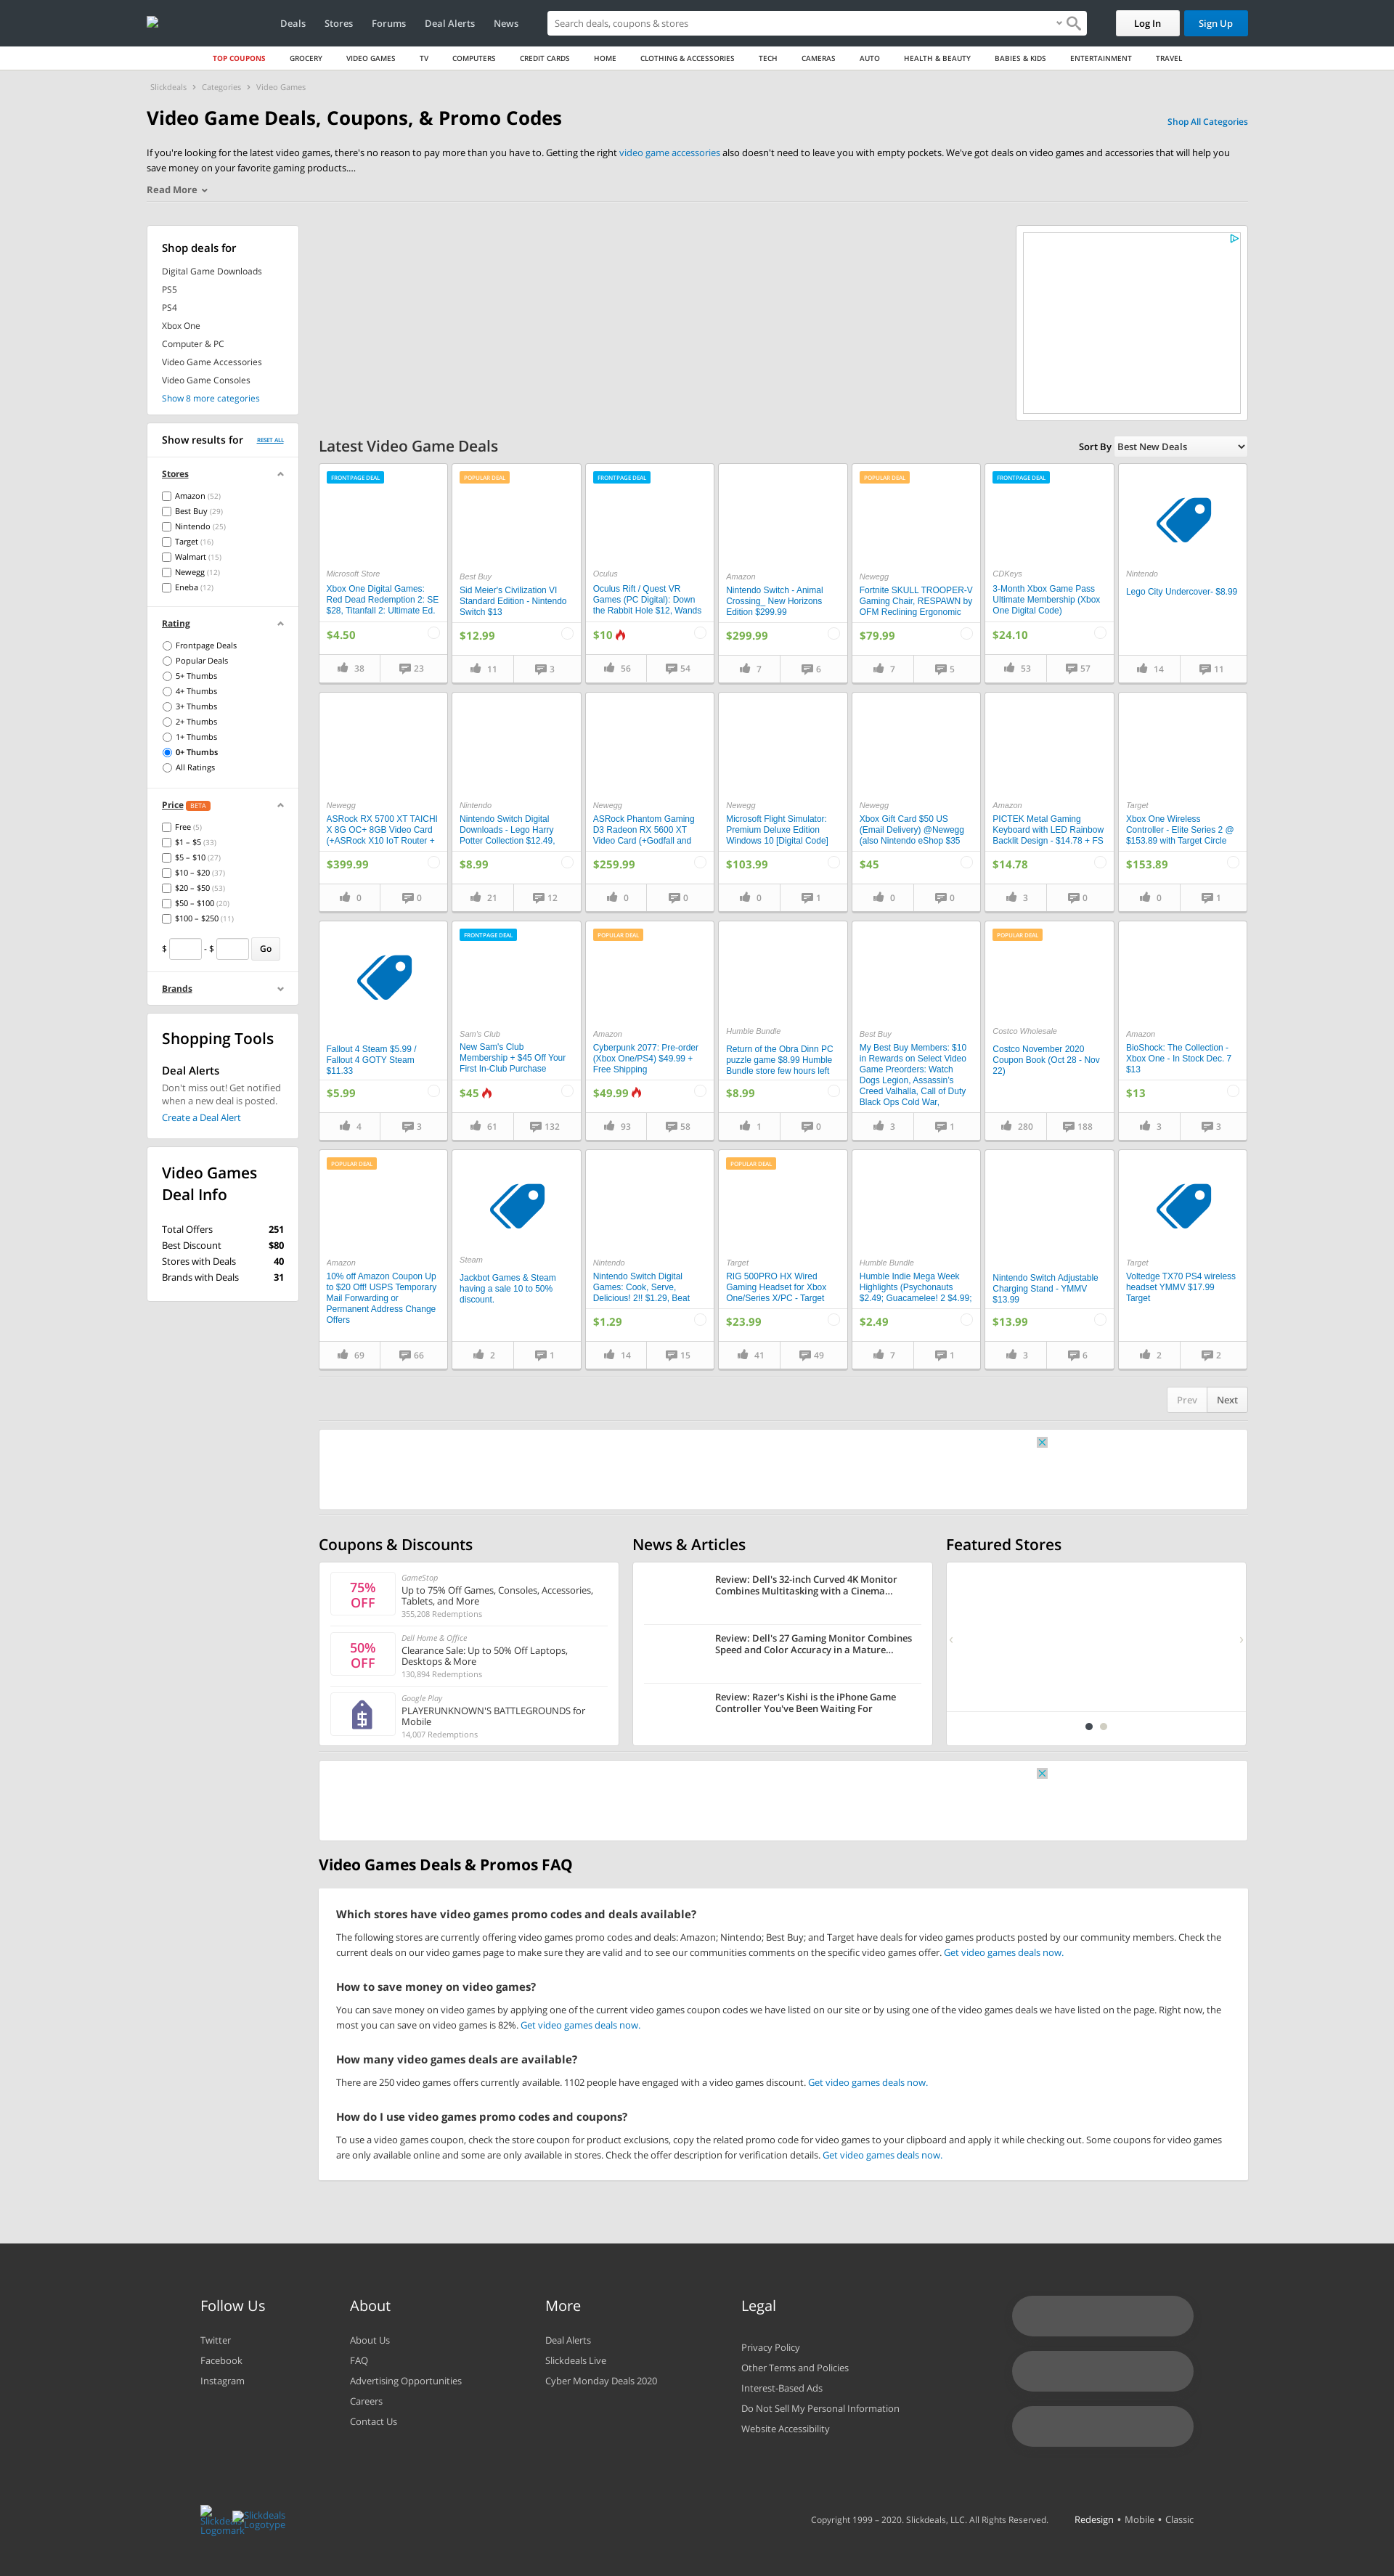 Deals Stores Forums Deal Alerts News Search deals, coupons & stores Log In Sign Up
TOP COUPONS GROCERY VIDEO GAMES TV COMPUTERS CREDIT CARDS HOME CLOTHING & ACCESSORIES TECH CAMERAS AUTO HEALTH & BEAUTY BABIES & KIDS ENTERTAINMENT TRAVEL
Slickdeals › Categories › Video Games
Video Game Deals, Coupons, & Promo Codes
Shop All Categories
If you're looking for the latest video games, there's no reason to pay more than you have to. Getting the right video game accessories also doesn't need to leave you with empty pockets. We've got deals on video games and accessories that will help you
save money on your favorite gaming products....
Read More
Shop deals for
Digital Game Downloads
PS5
PS4
Xbox One
Computer & PC
Video Game Accessories
Video Game Consoles
Show 8 more categories
Show results for RESET ALL
Stores
Amazon (52)
Best Buy (29)
Nintendo (25)
Target (16)
Walmart (15)
Newegg (12)
Eneba (12)
Rating
Frontpage Deals
Popular Deals
5+ Thumbs
4+ Thumbs
3+ Thumbs
2+ Thumbs
1+ Thumbs
0+ Thumbs
All Ratings
Price BETA
Free (5)
$1 – $5 (33)
$5 – $10 (27)
$10 – $20 (37)
$20 – $50 (53)
$50 – $100 (20)
$100 – $250 (11)
$ - $ Go
Brands
Shopping Tools
Deal Alerts
Don't miss out! Get notified
when a new deal is posted.
Create a Deal Alert
Video Games
Deal Info
Total Offers 251
Best Discount $80
Stores with Deals 40
Brands with Deals 31
Latest Video Game Deals
Sort By Best New Deals
FRONTPAGE DEAL
Microsoft Store
Xbox One Digital Games:
Red Dead Redemption 2: SE
$28, Titanfall 2: Ultimate Ed.
$4.50
38 23
POPULAR DEAL
Best Buy
Sid Meier's Civilization VI
Standard Edition - Nintendo
Switch $13
$12.99
11 3
FRONTPAGE DEAL
Oculus
Oculus Rift / Quest VR
Games (PC Digital): Down
the Rabbit Hole $12, Wands
$10
56 54
Amazon
Nintendo Switch - Animal
Crossing_ New Horizons
Edition $299.99
$299.99
7 6
POPULAR DEAL
Newegg
Fortnite SKULL TROOPER-V
Gaming Chair, RESPAWN by
OFM Reclining Ergonomic
$79.99
7 5
FRONTPAGE DEAL
CDKeys
3-Month Xbox Game Pass
Ultimate Membership (Xbox
One Digital Code)
$24.10
53 57
Nintendo
Lego City Undercover- $8.99
14 11
Newegg
ASRock RX 5700 XT TAICHI
X 8G OC+ 8GB Video Card
(+ASRock X10 IoT Router +
$399.99
0 0
Nintendo
Nintendo Switch Digital
Downloads - Lego Harry
Potter Collection $12.49,
$8.99
21 12
Newegg
ASRock Phantom Gaming
D3 Radeon RX 5600 XT
Video Card (+Godfall and
$259.99
0 0
Newegg
Microsoft Flight Simulator:
Premium Deluxe Edition
Windows 10 [Digital Code]
$103.99
0 1
Newegg
Xbox Gift Card $50 US
(Email Delivery) @Newegg
(also Nintendo eShop $35
$45
0 0
Amazon
PICTEK Metal Gaming
Keyboard with LED Rainbow
Backlit Design - $14.78 + FS
$14.78
3 0
Target
Xbox One Wireless
Controller - Elite Series 2 @
$153.89 with Target Circle
$153.89
0 1
Fallout 4 Steam $5.99 /
Fallout 4 GOTY Steam
$11.33
$5.99
4 3
FRONTPAGE DEAL
Sam's Club
New Sam's Club
Membership + $45 Off Your
First In-Club Purchase
$45
61 132
POPULAR DEAL
Amazon
Cyberpunk 2077: Pre-order
(Xbox One/PS4) $49.99 +
Free Shipping
$49.99
93 58
Humble Bundle
Return of the Obra Dinn PC
puzzle game $8.99 Humble
Bundle store few hours left
$8.99
1 0
Best Buy
My Best Buy Members: $10
in Rewards on Select Video
Game Preorders: Watch
Dogs Legion, Assassin's
Creed Valhalla, Call of Duty
Black Ops Cold War,
3 1
POPULAR DEAL
Costco Wholesale
Costco November 2020
Coupon Book (Oct 28 - Nov
22)
280 188
Amazon
BioShock: The Collection -
Xbox One - In Stock Dec. 7
$13
$13
3 3
POPULAR DEAL
Amazon
10% off Amazon Coupon Up
to $20 Off! USPS Temporary
Mail Forwarding or
Permanent Address Change
Offers
69 66
Steam
Jackbot Games & Steam
having a sale 10 to 50%
discount.
2 1
Nintendo
Nintendo Switch Digital
Games: Cook, Serve,
Delicious! 2!! $1.29, Beat
$1.29
14 15
POPULAR DEAL
Target
RIG 500PRO HX Wired
Gaming Headset for Xbox
One/Series X/PC - Target
$23.99
41 49
Humble Bundle
Humble Indie Mega Week
Highlights (Psychonauts
$2.49; Guacamelee! 2 $4.99;
$2.49
7 1
Nintendo Switch Adjustable
Charging Stand - YMMV
$13.99
$13.99
3 6
Target
Voltedge TX70 PS4 wireless
headset YMMV $17.99
Target
2 2
Prev Next
Coupons & Discounts
75%
OFF
GameStop
Up to 75% Off Games, Consoles, Accessories,
Tablets, and More
355,208 Redemptions
50%
OFF
Dell Home & Office
Clearance Sale: Up to 50% Off Laptops,
Desktops & More
130,894 Redemptions
Google Play
PLAYERUNKNOWN'S BATTLEGROUNDS for
Mobile
14,007 Redemptions
News & Articles
Review: Dell's 32-inch Curved 4K Monitor
Combines Multitasking with a Cinema...
Review: Dell's 27 Gaming Monitor Combines
Speed and Color Accuracy in a Mature...
Review: Razer's Kishi is the iPhone Game
Controller You've Been Waiting For
Featured Stores
Video Games Deals & Promos FAQ
Which stores have video games promo codes and deals available?
The following stores are currently offering video games promo codes and deals: Amazon; Nintendo; Best Buy; and Target have deals for video games products posted by our community members. Check the
current deals on our video games page to make sure they are valid and to see our communities comments on the specific video games offer. Get video games deals now.
How to save money on video games?
You can save money on video games by applying one of the current video games coupon codes we have listed on our site or by using one of the video games deals we have listed on the page. Right now, the
most you can save on video games is 82%. Get video games deals now.
How many video games deals are available?
There are 250 video games offers currently available. 1102 people have engaged with a video games discount. Get video games deals now.
How do I use video games promo codes and coupons?
To use a video games coupon, check the store coupon for product exclusions, copy the related promo code for video games to your clipboard and apply it while checking out. Some coupons for video games
are only available online and some are only available in stores. Check the offer description for verification details. Get video games deals now.
Follow Us
Twitter
Facebook
Instagram
About
About Us
FAQ
Advertising Opportunities
Careers
Contact Us
More
Deal Alerts
Slickdeals Live
Cyber Monday Deals 2020
Legal
Privacy Policy
Other Terms and Policies
Interest-Based Ads
Do Not Sell My Personal Information
Website Accessibility
Logomark
Slickdeals
Logotype
Copyright 1999 – 2020. Slickdeals, LLC. All Rights Reserved. Redesign • Mobile • Classic